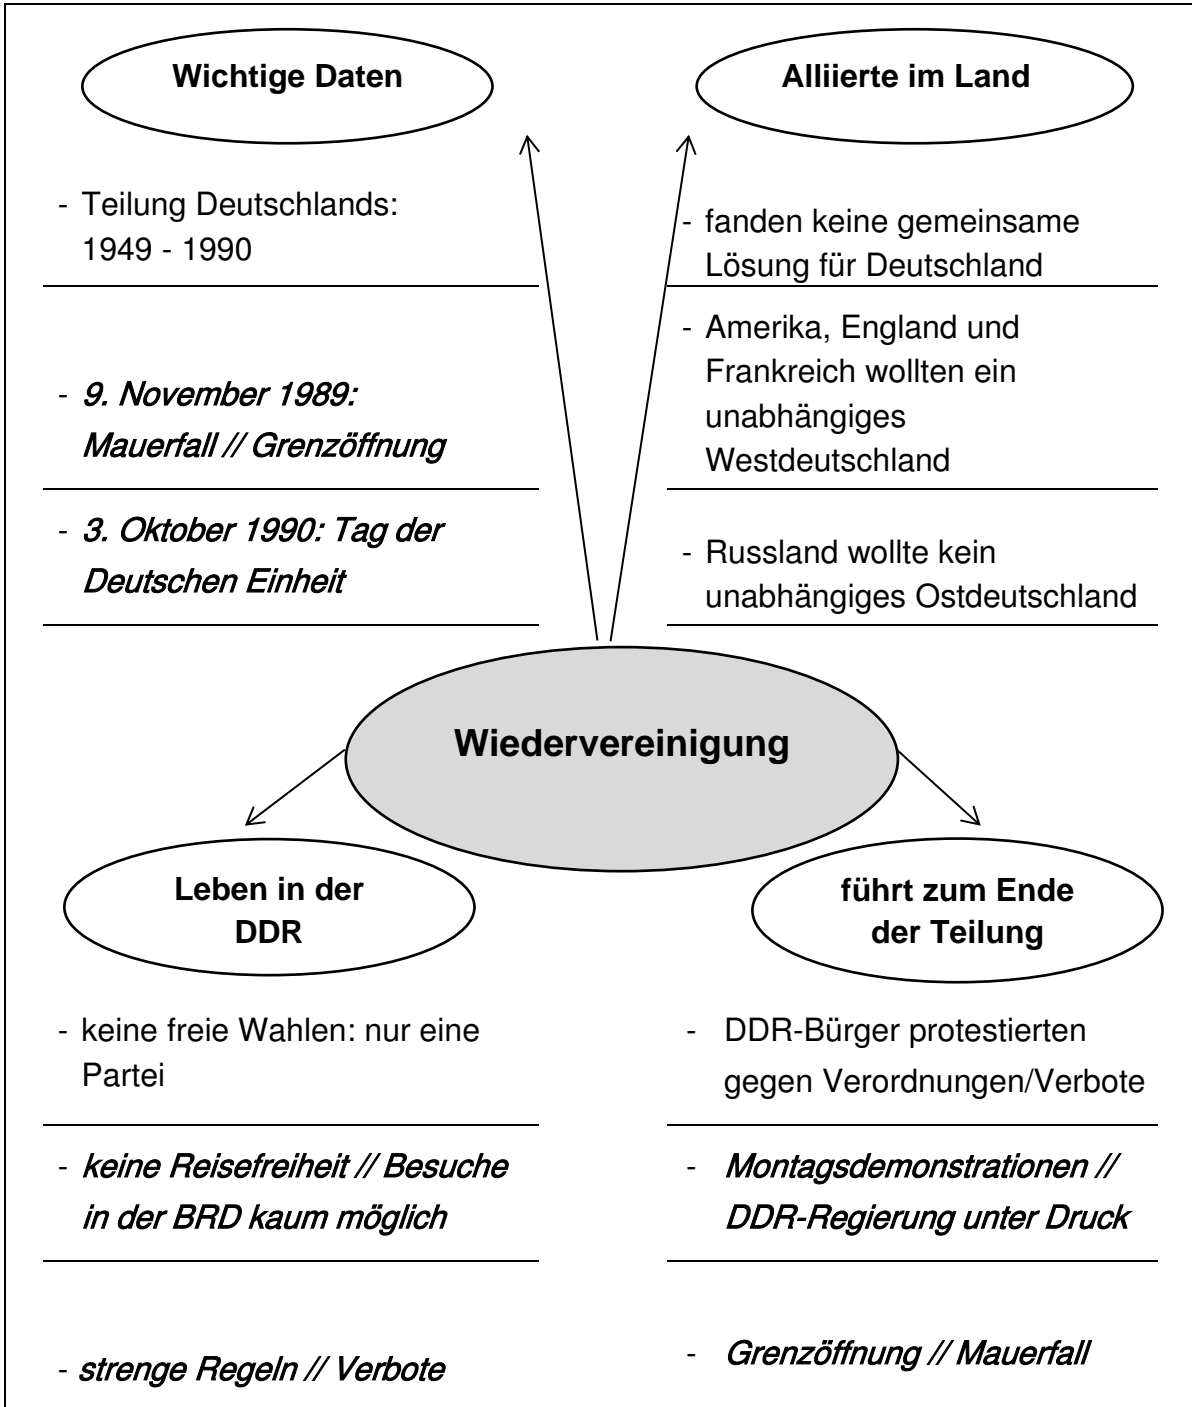 Wichtige Daten
- Teilung Deutschlands:
1949 - 1990
- 9. November 1989:
Mauerfall // Grenzöffnung
- 3. Oktober 1990: Tag der
Deutschen Einheit
Alliierte im Land
- fanden keine gemeinsame
Lösung für Deutschland
- Amerika, England und
Frankreich wollten ein
unabhängiges
Westdeutschland
- Russland wollte kein
unabhängiges Ostdeutschland
Wiedervereinigung
Leben in der
DDR
- keine freie Wahlen: nur eine
Partei
- keine Reisefreiheit // Besuche
in der BRD kaum möglich
- strenge Regeln // Verbote
führt zum Ende
der Teilung
- DDR-Bürger protestierten
gegen Verordnungen/Verbote
- Montagsdemonstrationen //
DDR-Regierung unter Druck
- Grenzöffnung // Mauerfall